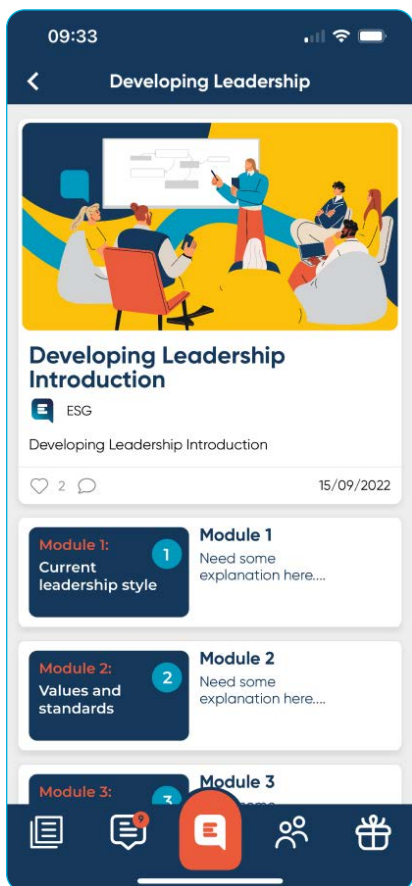 09:33
Developing Leadership
Developing Leadership
Introduction
ESG
Developing Leadership Introduction
2
15/09/2022
Module 1:
Current
leadership style
1
Module 1
Need some
explanation here....
Module 2:
Values and
standards
2
Module 2
Need some
explanation here....
Module 3:
3
Module 3
9